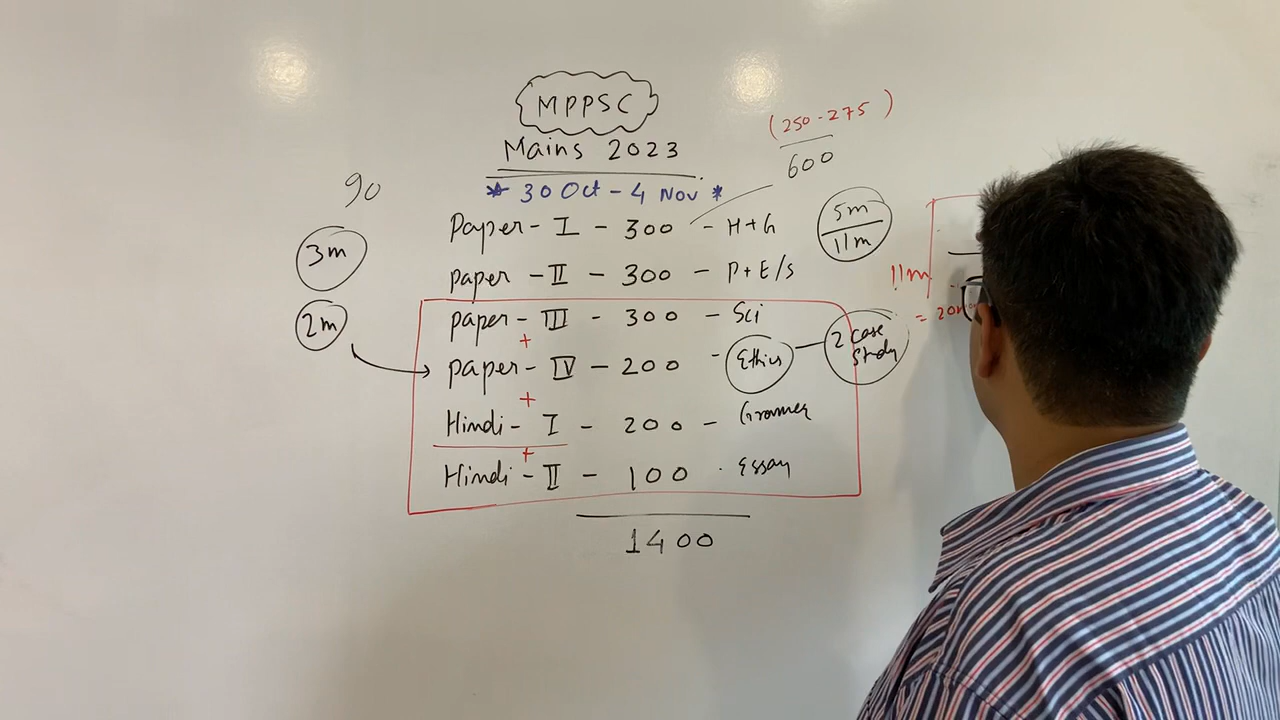 MPPSC
Mains 2023
* 30 Oct - 4 Nov *
(250 - 275)
600
90
Paper - I - 300 - H+G
3m
5m
11m
Paper - II - 300 - P + E/S
11m
2m
Paper - III - 300 - Sci
+
Paper - IV - 200 - Ethics - 2 Case Study
+
Hindi - I - 200 - Grammer
+
Hindi - II - 100 . Essay
1400